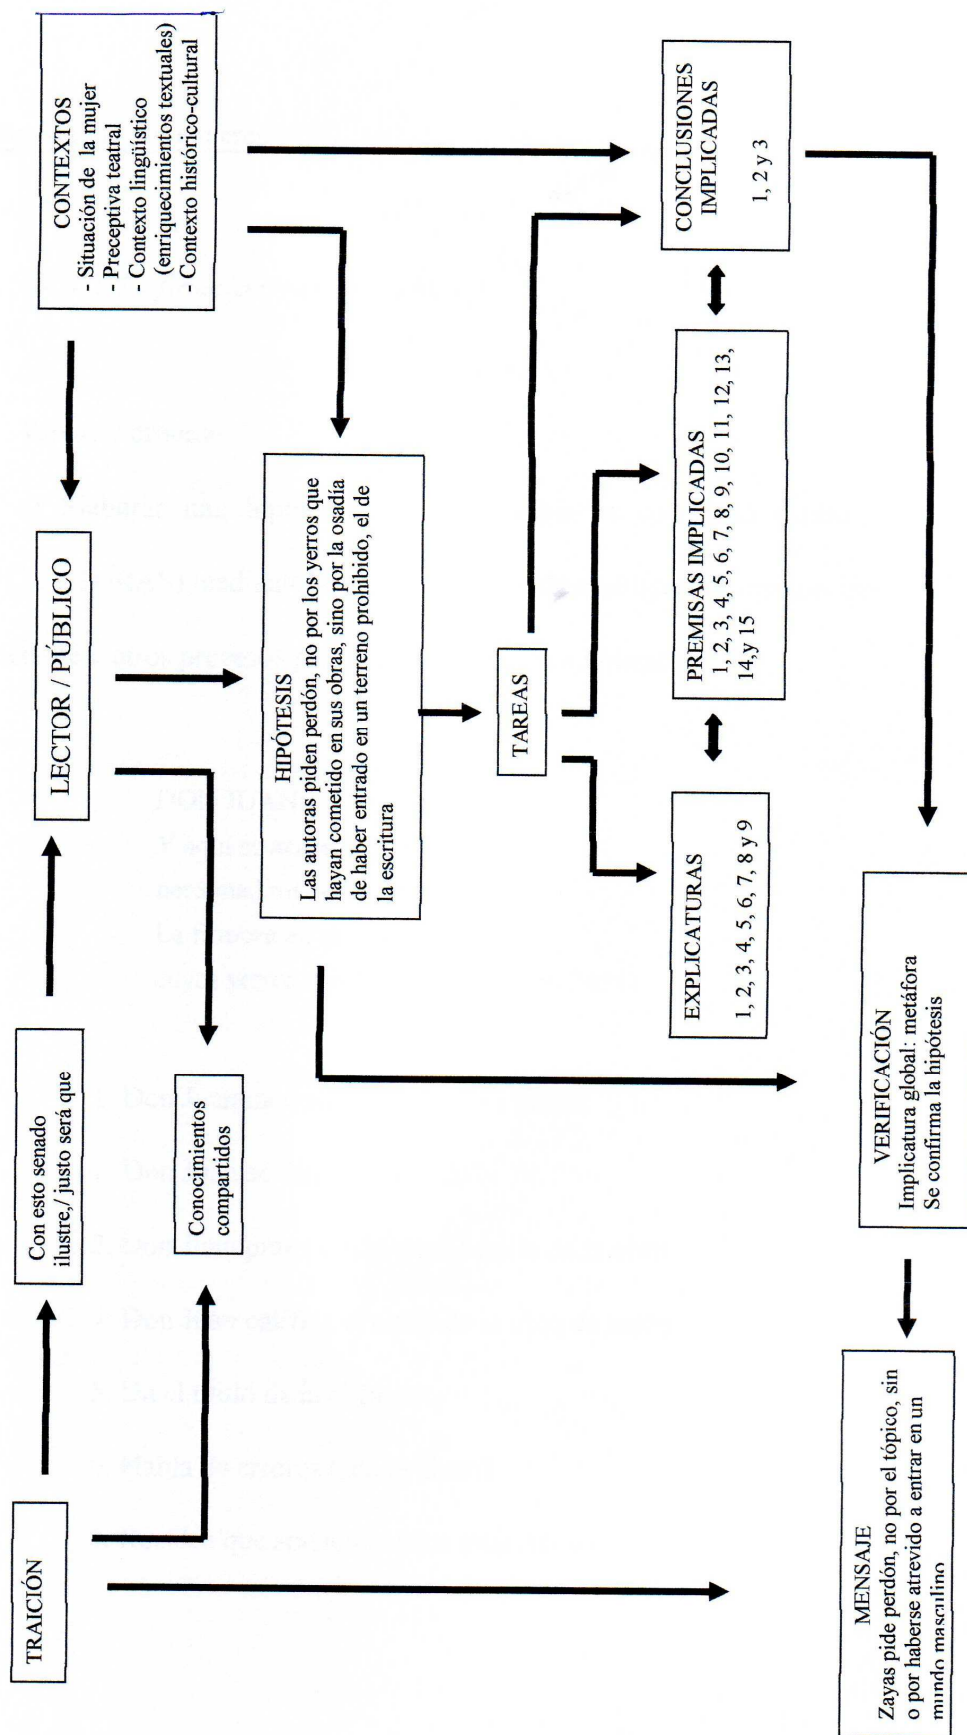 TRAICIÓN
Con esto senado
ilustre,/ justo será que
LECTOR / PÚBLICO
CONTEXTOS
- Situación de la mujer
- Preceptiva teatral
- Contexto lingüístico
(enriquecimientos textuales)
- Contexto histórico-cultural
Conocimientos
compartidos
HIPÓTESIS
Las autoras piden perdón, no por los yerros que
hayan cometido en sus obras, sino por la osadía
de haber entrado en un terreno prohibido, el de
la escritura
TAREAS
EXPLICATURAS
1, 2, 3, 4, 5, 6, 7, 8 y 9
PREMISAS IMPLICADAS
1, 2, 3, 4, 5, 6, 7, 8, 9, 10, 11, 12, 13,
14,y 15
CONCLUSIONES
IMPLICADAS
1, 2 y 3
MENSAJE
Zayas pide perdón, no por el tópico, sin
o por haberse atrevido a entrar en un
mundo masculino
VERIFICACIÓN
Implicatura global: metáfora
Se confirma la hipótesis